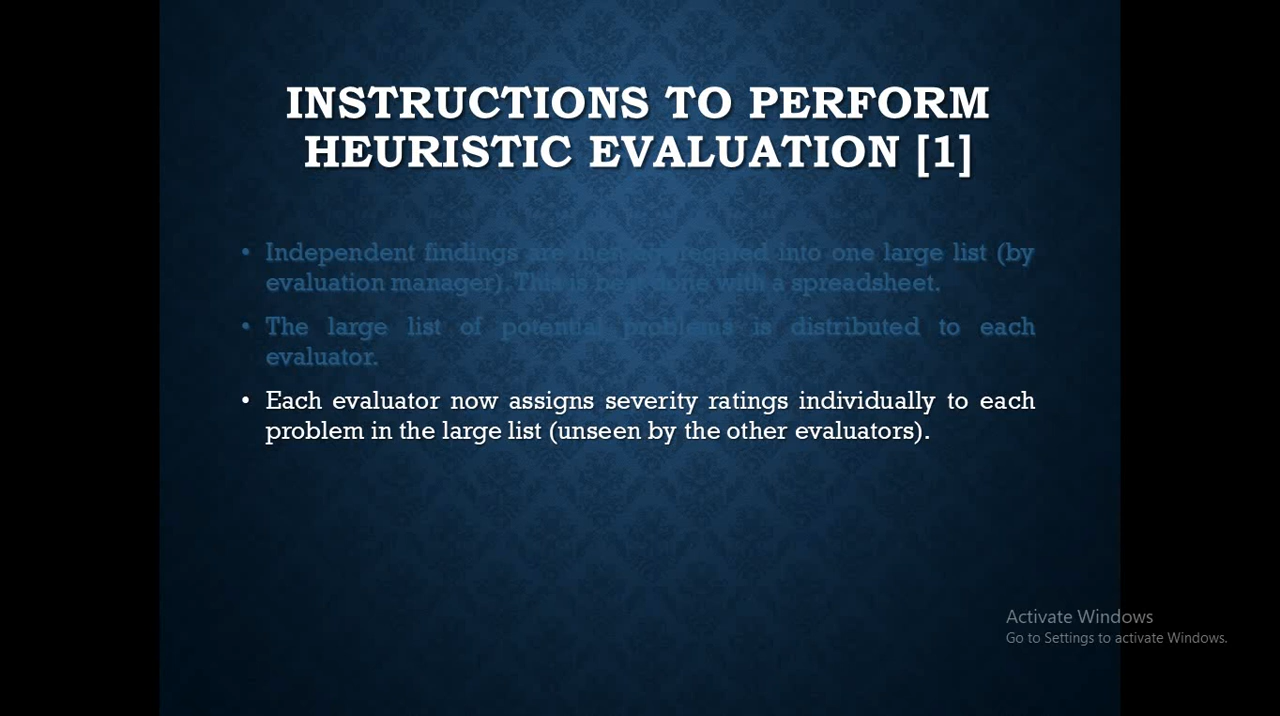 INSTRUCTIONS TO PERFORM
HEURISTIC EVALUATION [1]
• Independent findings are then aggregated into one large list (by
evaluation manager). This is best done with a spreadsheet.
• The large list of potential problems is distributed to each
evaluator.
• Each evaluator now assigns severity ratings individually to each
problem in the large list (unseen by the other evaluators).
Activate Windows
Go to Settings to activate Windows.